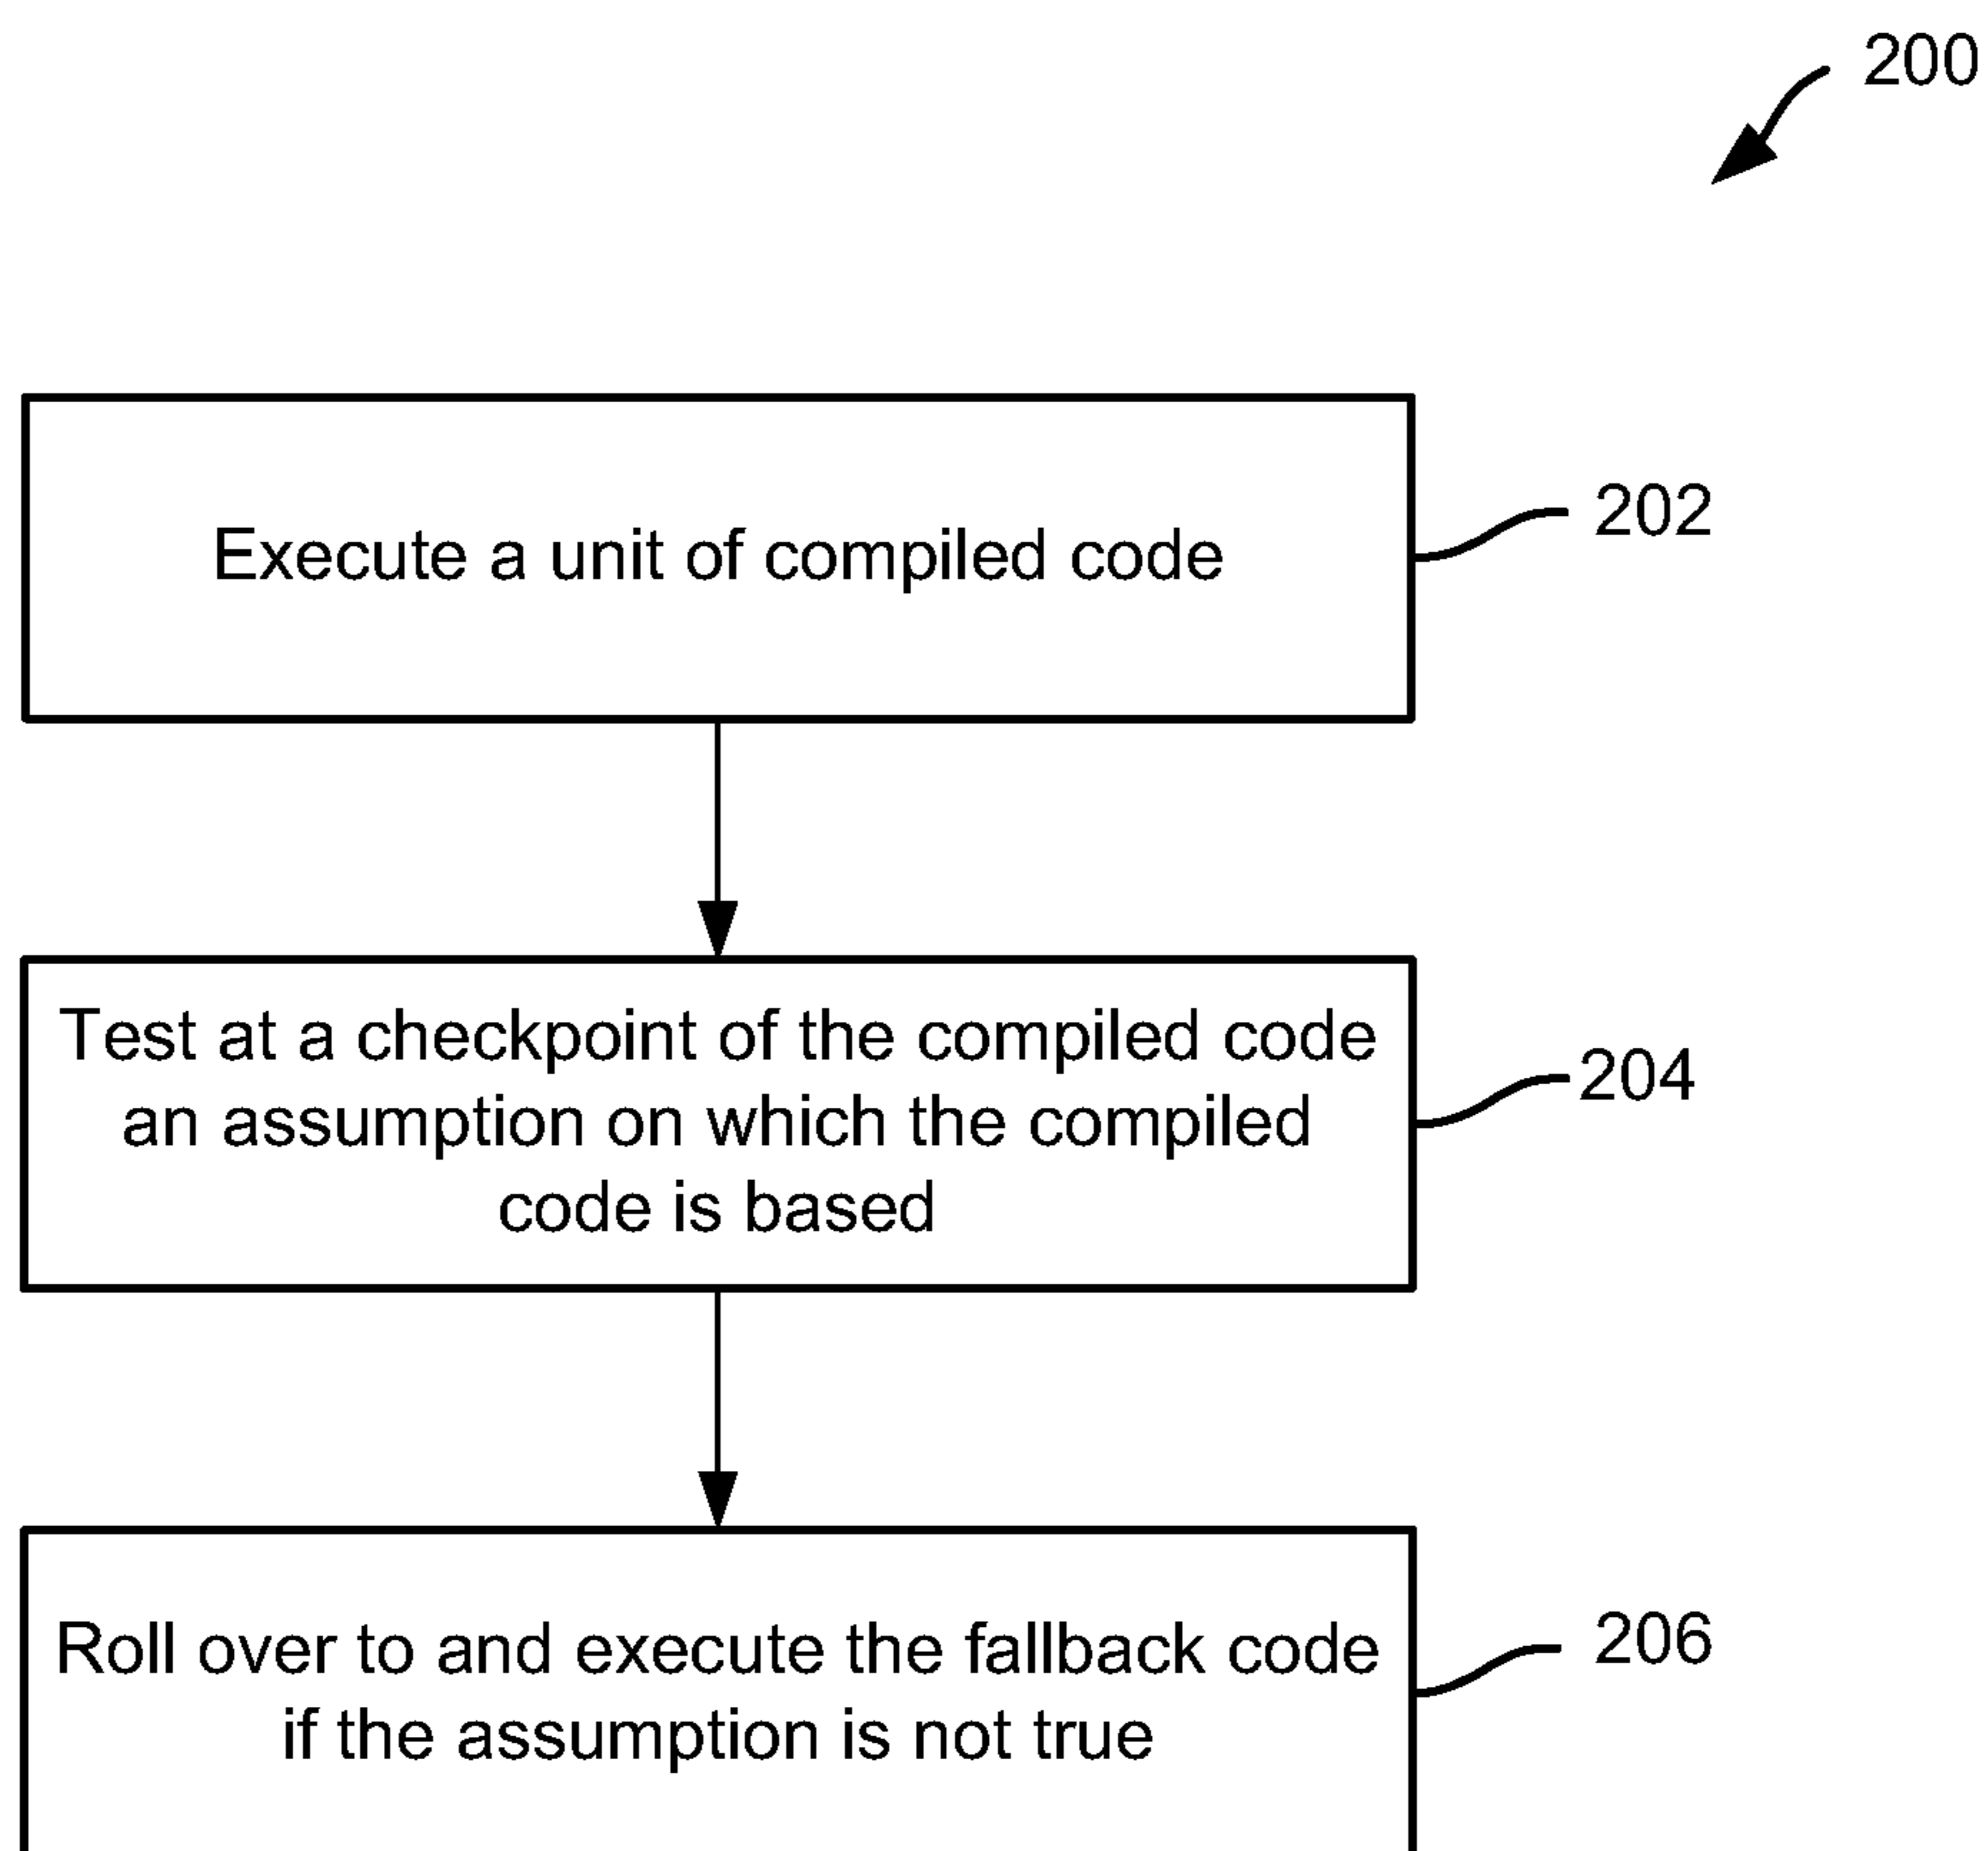 200
Execute a unit of compiled code
202
Test at a checkpoint of the compiled code
an assumption on which the compiled
code is based
204
Roll over to and execute the fallback code
if the assumption is not true
206